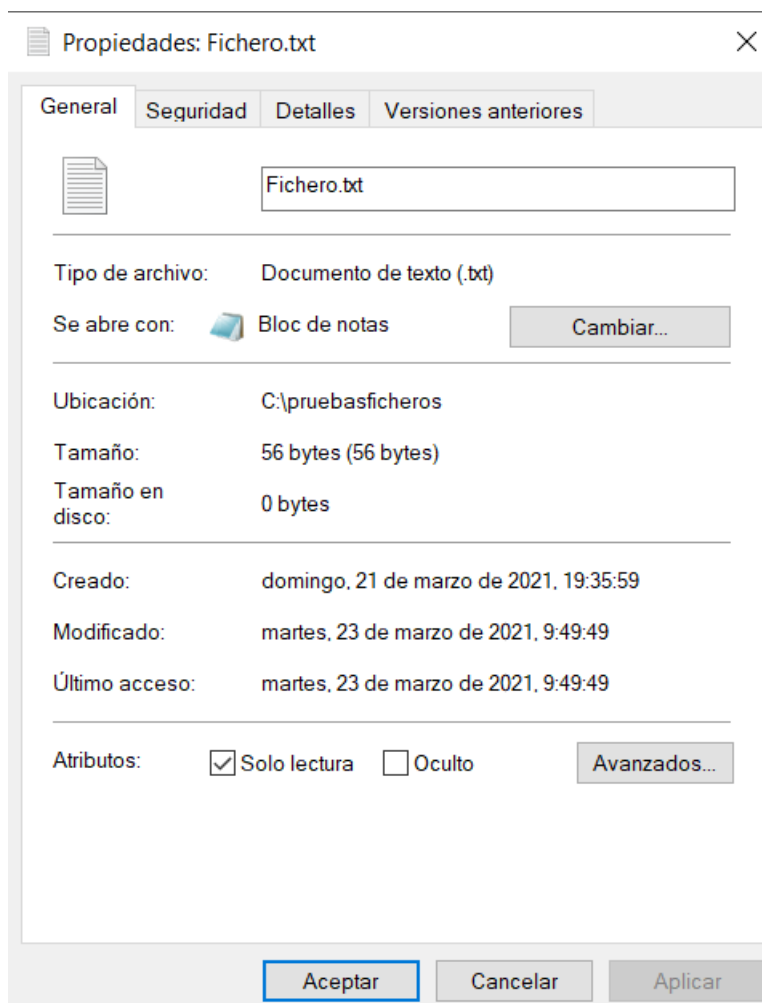 Propiedades: Fichero.txt
General Seguridad Detalles Versiones anteriores
Fichero.txt
Tipo de archivo: Documento de texto (.txt)
Se abre con: Bloc de notas Cambiar...
Ubicación: C:\pruebasficheros
Tamaño: 56 bytes (56 bytes)
Tamaño en
disco: 0 bytes
Creado: domingo, 21 de marzo de 2021, 19:35:59
Modificado: martes, 23 de marzo de 2021, 9:49:49
Último acceso: martes, 23 de marzo de 2021, 9:49:49
Atributos: Solo lectura Oculto Avanzados...
Aceptar Cancelar Aplicar